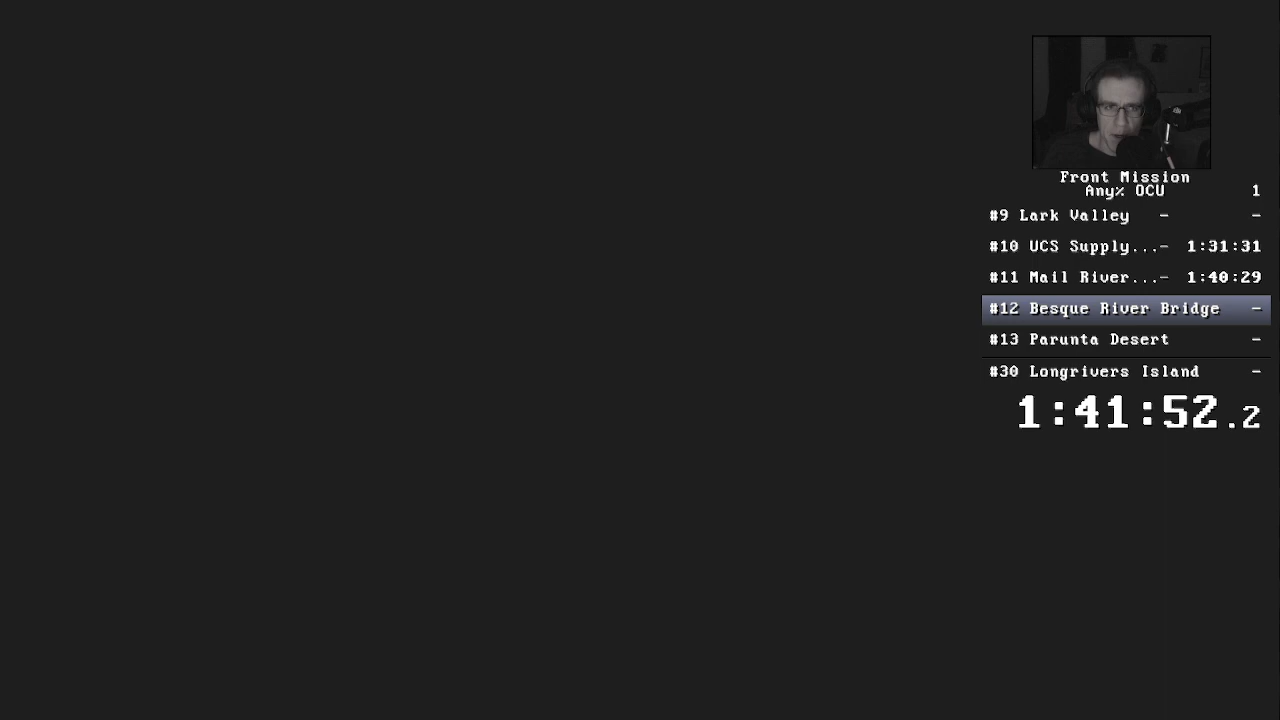 Front Mission
Any% OCU 1
#9 Lark Valley - -
#10 UCS Supply...- 1:31:31
#11 Mail River...- 1:40:29
#12 Besque River Bridge -
#13 Parunta Desert -
#30 Longrivers Island -
1:41:52.2